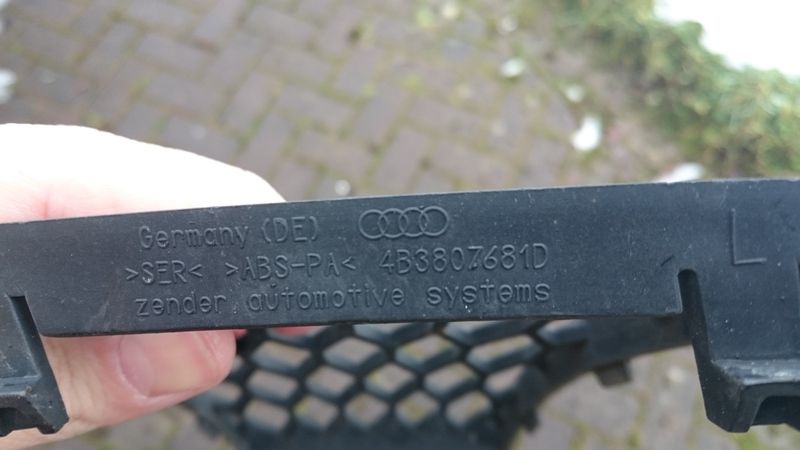 Germany (DE)
>SER< >ABS-PA< 4B3807681D
zender automotive systems
L